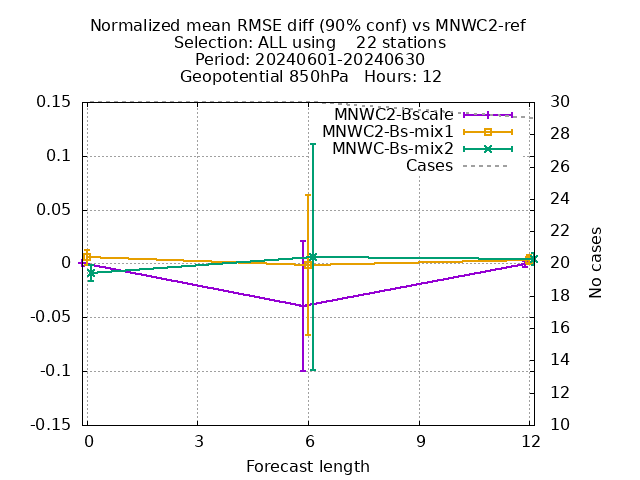 Normalized mean RMSE diff (90% conf) vs MNWC2-ref
Selection: ALL using    22 stations
Period: 20240601-20240630
Geopotential 850hPa   Hours: 12
MNWC2-Bscale
MNWC2-Bs-mix1
MNWC-Bs-mix2
Cases
0.15
0.1
0.05
0
-0.05
-0.1
-0.15
30
28
26
24
22
20
18
16
14
12
10
No cases
0 3 6 9 12
Forecast length